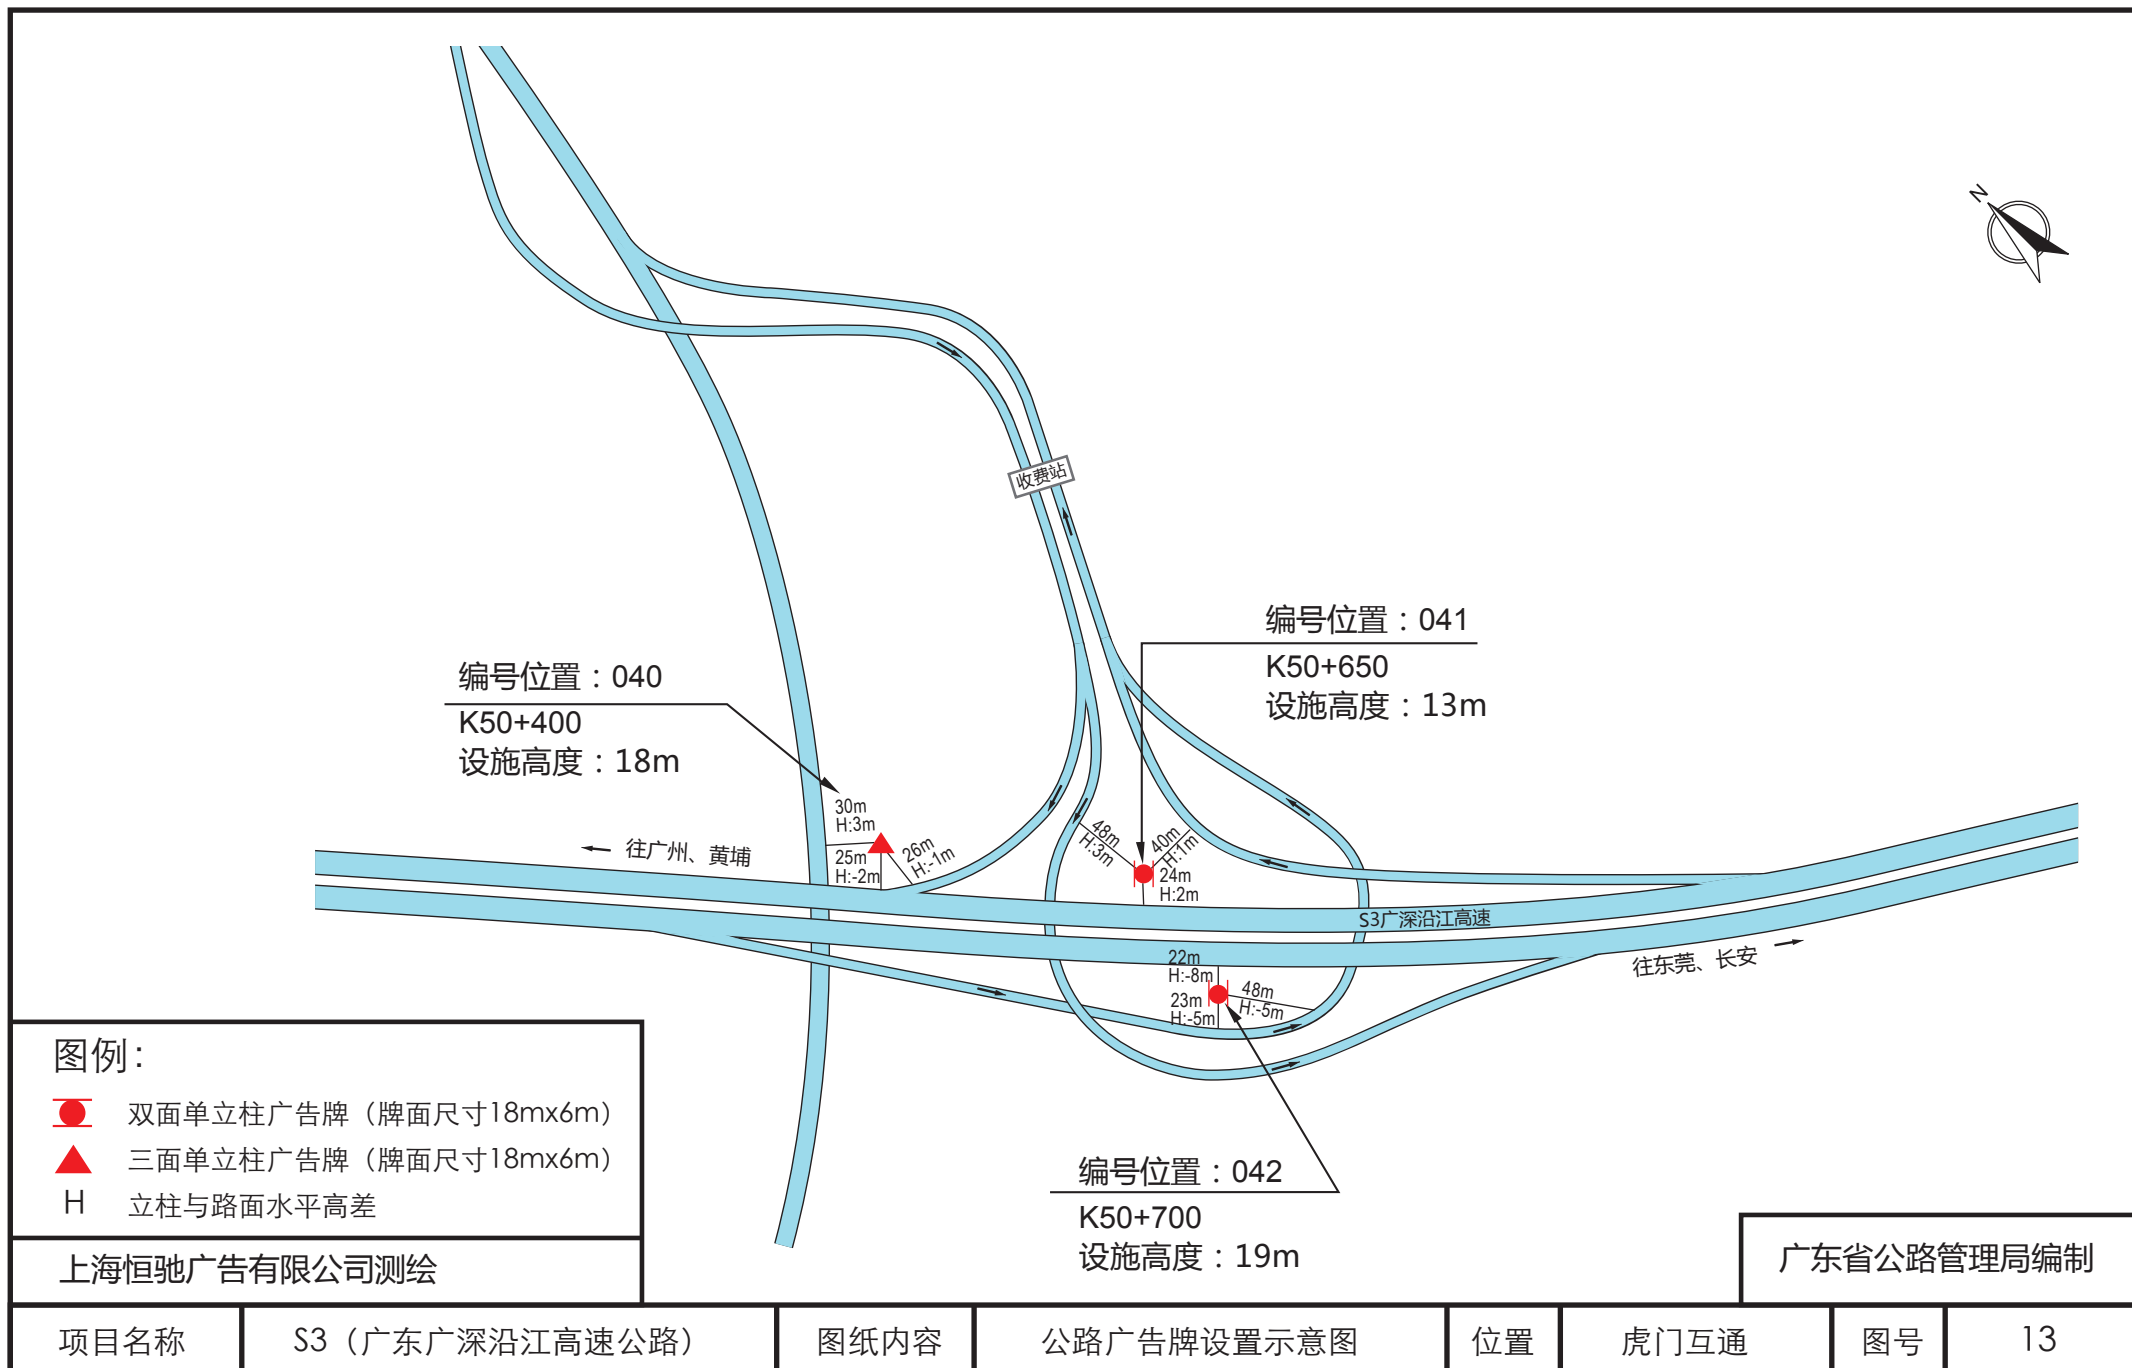 N
收费站
编号位置：041
K50+650
设施高度：13m
编号位置：040
K50+400
设施高度：18m
30m
H:3m
25m
H:-2m
26m
H:-1m
48m
H:3m
40m
H:1m
24m
H:2m
往广州、黄埔
S3广深沿江高速
往东莞、长安
22m
H:-8m
23m
H:-5m
48m
H:-5m
编号位置：042
K50+700
设施高度：19m
图例：
双面单立柱广告牌（牌面尺寸18mx6m）
三面单立柱广告牌（牌面尺寸18mx6m）
H 立柱与路面水平高差
上海恒驰广告有限公司测绘
广东省公路管理局编制
项目名称 S3（广东广深沿江高速公路） 图纸内容 公路广告牌设置示意图 位置 虎门互通 图号 13